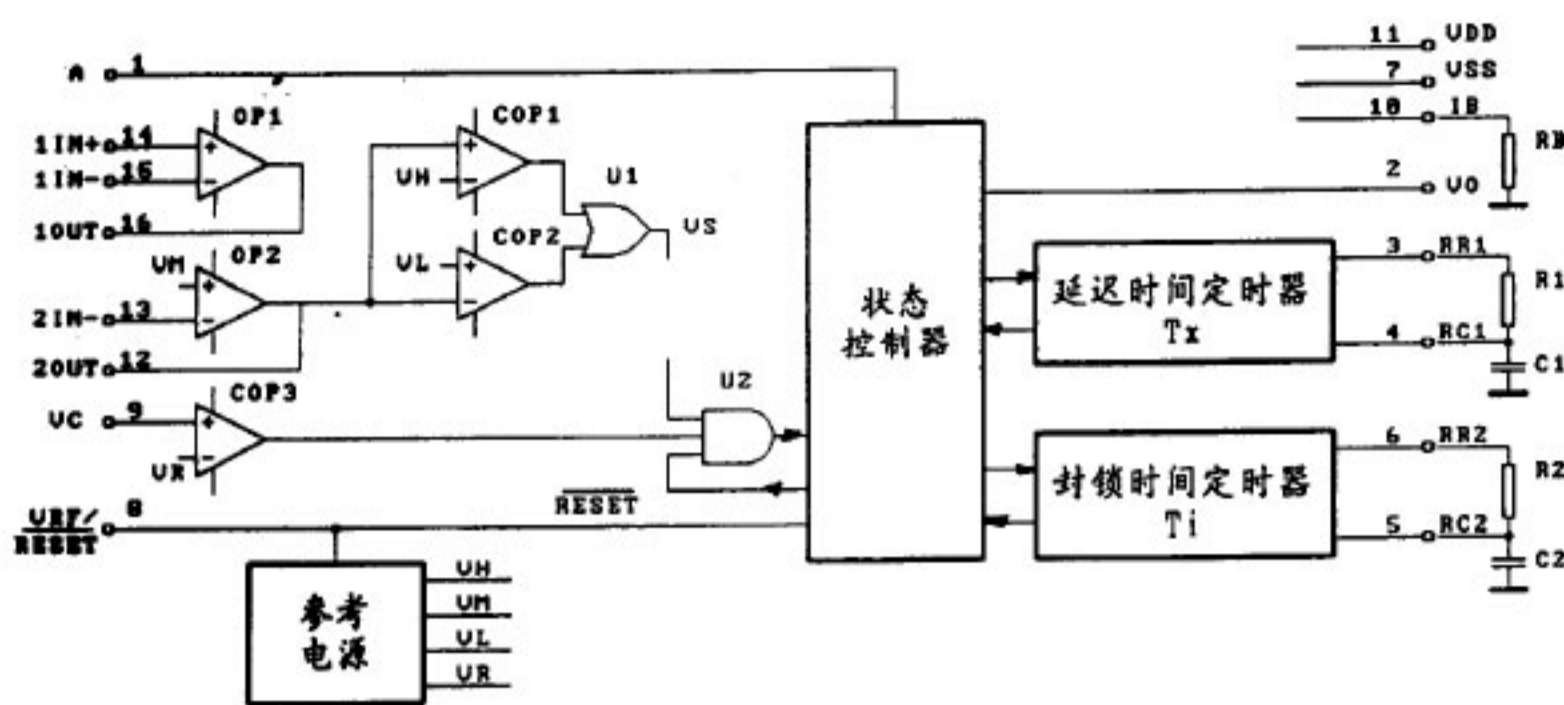 A 1
11 VDD
7 VSS
10 IB
RB
2 VO
OP1
1IN+ 14
1IN- 15
1OUT 16
COP1
VH
U1
VS
COP2
VL
OP2
VM
2IN- 13
2OUT 12
COP3
VC 9
VR
U2
RESET
VRF/
RESET
8
状态
控制器
延迟时间定时器
Tx
3 RR1
R1
4 RC1
C1
封锁时间定时器
Ti
6 RR2
R2
5 RC2
C2
参考
电源
VH
VM
VL
VR